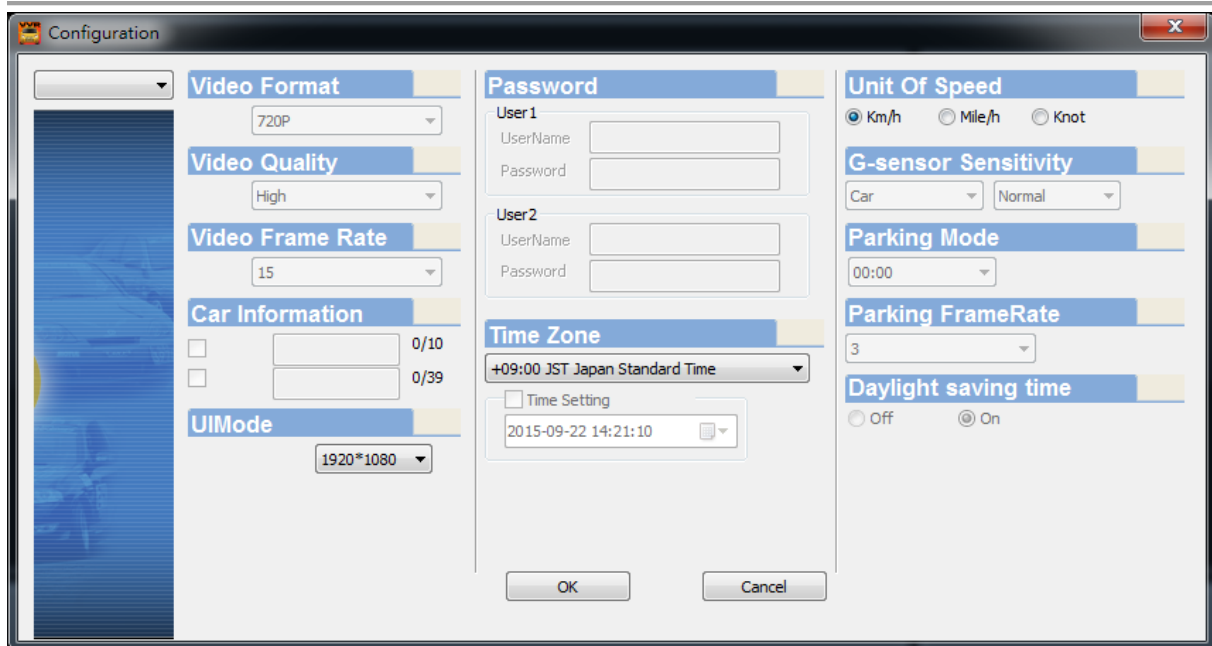 Configuration
Video Format
720P
Video Quality
High
Video Frame Rate
15
Car Information
0/10
0/39
UIMode
1920*1080
Password
User1
UserName
Password
User2
UserName
Password
Time Zone
+09:00 JST Japan Standard Time
Time Setting
2015-09-22 14:21:10
OK Cancel
Unit Of Speed
Km/h Mile/h Knot
G-sensor Sensitivity
Car Normal
Parking Mode
00:00
Parking FrameRate
3
Daylight saving time
Off On